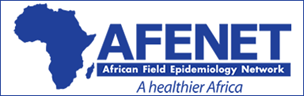 AFENET
African Field Epidemiology Network
A healthier Africa